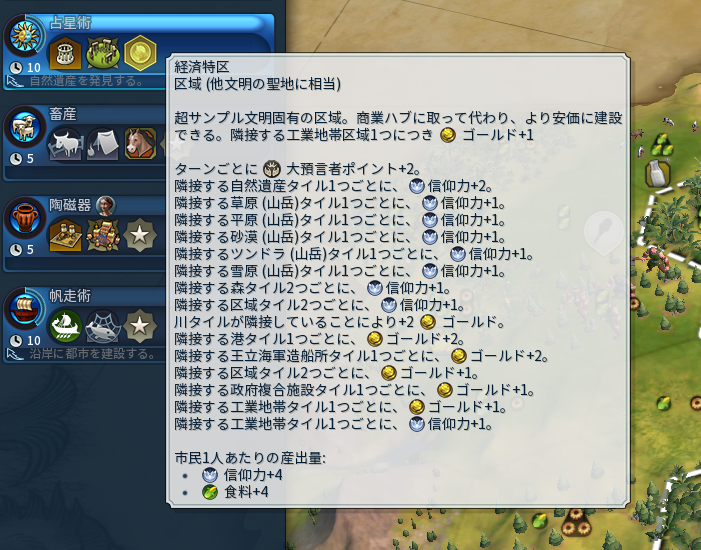 占星術
10
自然遺産を発見する。
畜産
5
陶磁器
5
帆走術
10
沿岸に都市を建設する。
経済特区
区域 (他文明の聖地に相当)
超サンプル文明固有の区域。商業ハブに取って代わり、より安価に建設
できる。隣接する工業地帯区域1つにつき ゴールド+1
ターンごとに 大預言者ポイント+2。
隣接する自然遺産タイル1つごとに、 信仰力+2。
隣接する草原 (山岳)タイル1つごとに、 信仰力+1。
隣接する平原 (山岳)タイル1つごとに、 信仰力+1。
隣接する砂漠 (山岳)タイル1つごとに、 信仰力+1。
隣接するツンドラ (山岳)タイル1つごとに、 信仰力+1。
隣接する雪原 (山岳)タイル1つごとに、 信仰力+1。
隣接する森タイル2つごとに、 信仰力+1。
隣接する区域タイル2つごとに、 信仰力+1。
川タイルが隣接していることにより+2 ゴールド。
隣接する港タイル1つごとに、 ゴールド+2。
隣接する王立海軍造船所タイル1つごとに、 ゴールド+2。
隣接する区域タイル2つごとに、 ゴールド+1。
隣接する政府複合施設タイル1つごとに、 ゴールド+1。
隣接する工業地帯タイル1つごとに、 ゴールド+1。
隣接する工業地帯タイル1つごとに、 信仰力+1。
市民1人あたりの産出量:
• 信仰力+4
• 食料+4